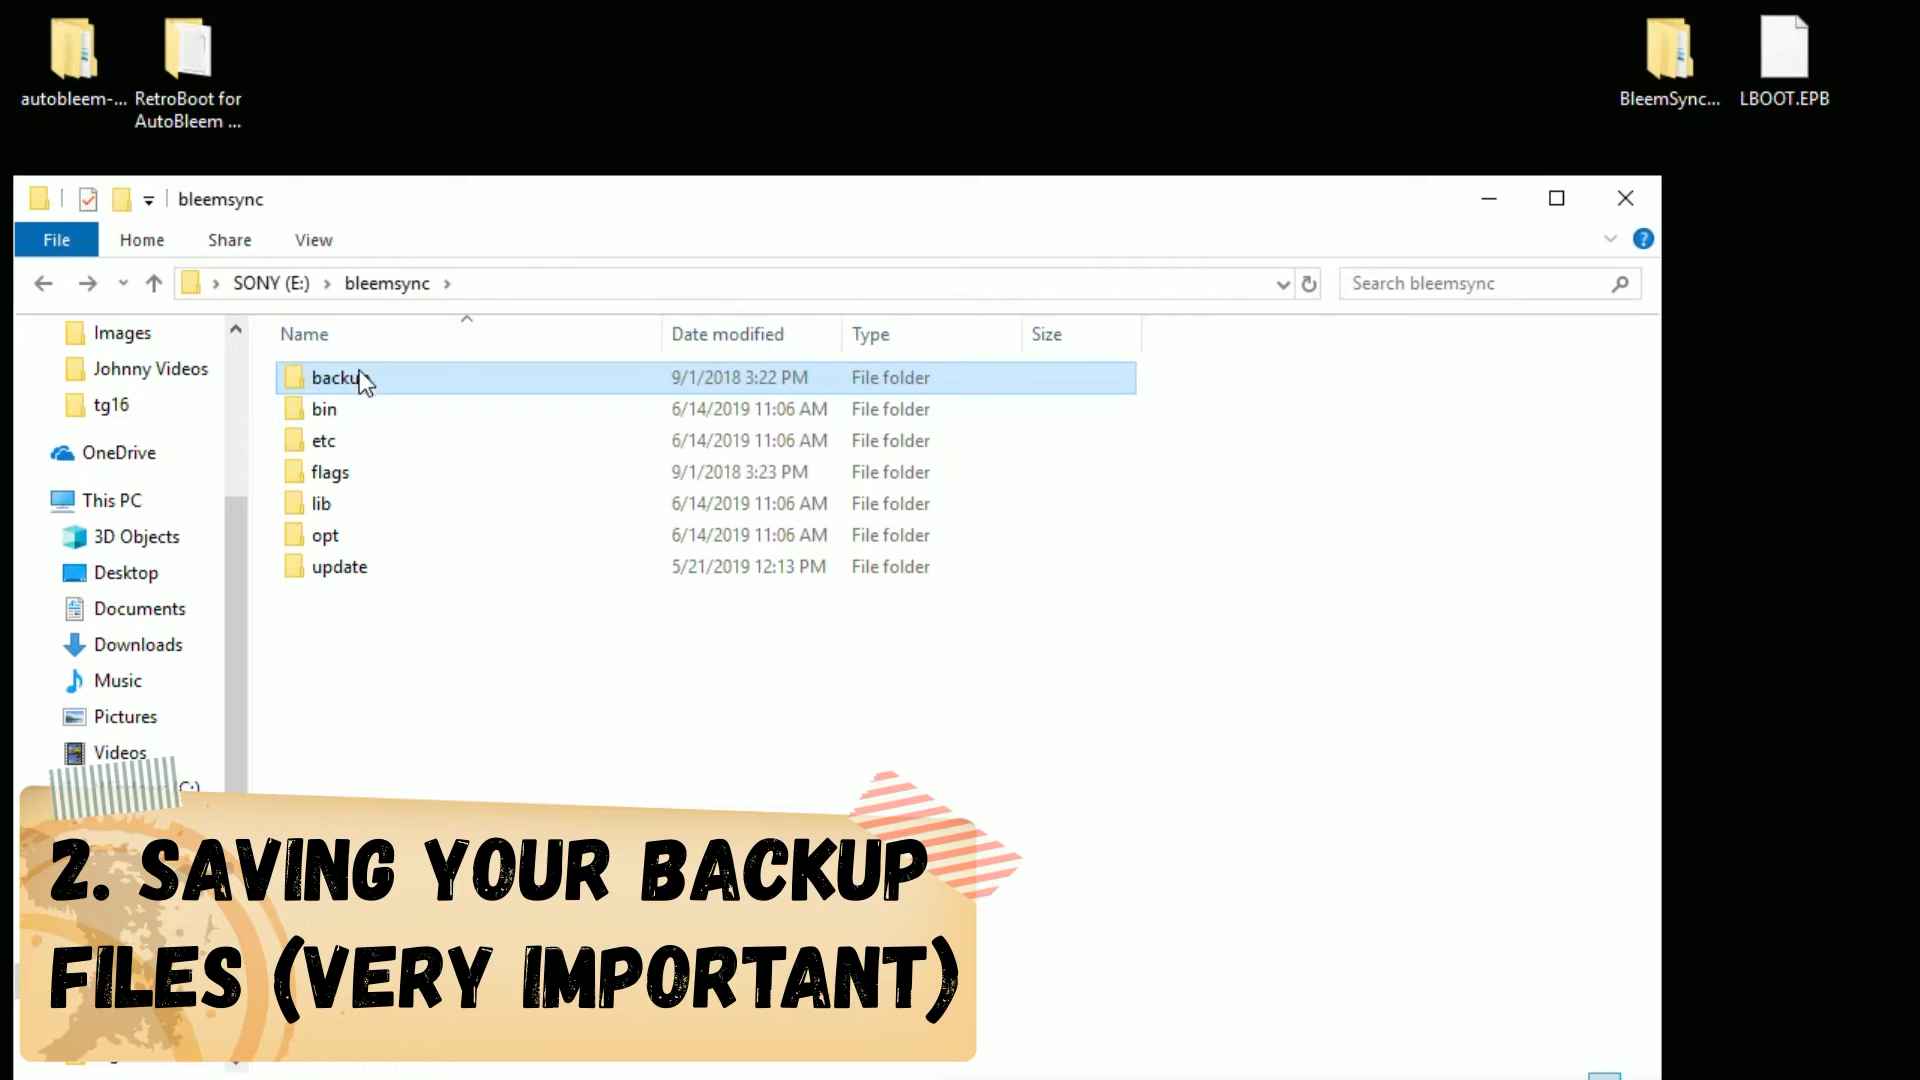 autobleem-...
RetroBoot for
AutoBleem ...
BleemSync...
LBOOT.EPB
bleemsync
File
Home
Share
View
SONY (E:)
bleemsync
Search bleemsync
Images
Johnny Videos
tg16
OneDrive
This PC
3D Objects
Desktop
Documents
Downloads
Music
Pictures
Videos
Name
Date modified
Type
Size
backup 9/1/2018 3:22 PM File folder
bin 6/14/2019 11:06 AM File folder
etc 6/14/2019 11:06 AM File folder
flags 9/1/2018 3:23 PM File folder
lib 6/14/2019 11:06 AM File folder
opt 6/14/2019 11:06 AM File folder
update 5/21/2019 12:13 PM File folder
2. SAVING YOUR BACKUP
FILES (VERY IMPORTANT)